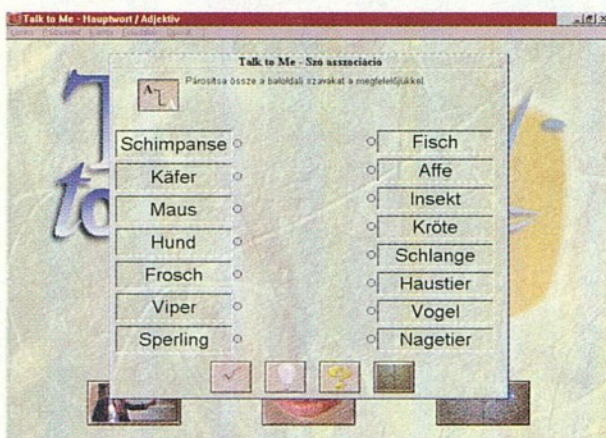 Talk to Me - Hauptwort / Adjektiv
Talk to Me - Szó asszociáció
Párosítsa össze a baloldali szavakat a megfelelőjükkel
T
to
A
Schimpanse
Käfer
Maus
Hund
Frosch
Viper
Sperling
Fisch
Affe
Insekt
Kröte
Schlange
Haustier
Vogel
Nagetier